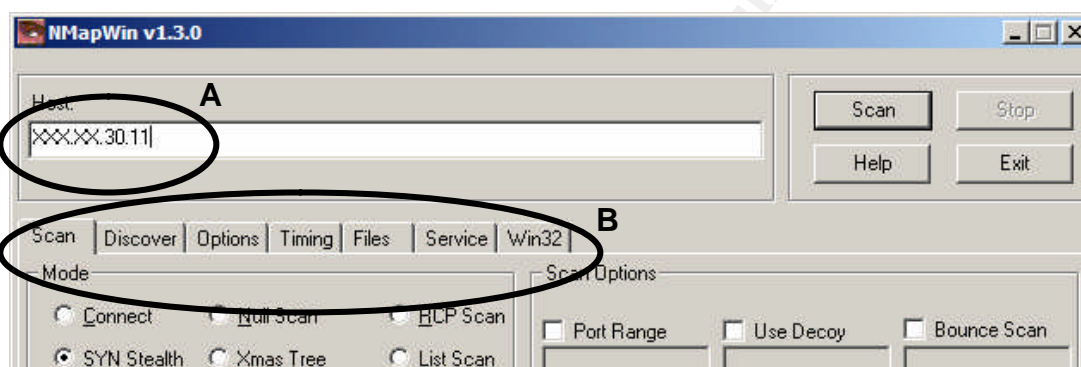 NMapWin v1.3.0
Host:
A
XXX.XX.30.11
Scan Stop
Help Exit
B
Scan Discover Options Timing Files Service Win32
Mode
Scan Options
Connect Null Scan RCP Scan
Port Range Use Decoy Bounce Scan
SYN Stealth Xmas Tree List Scan